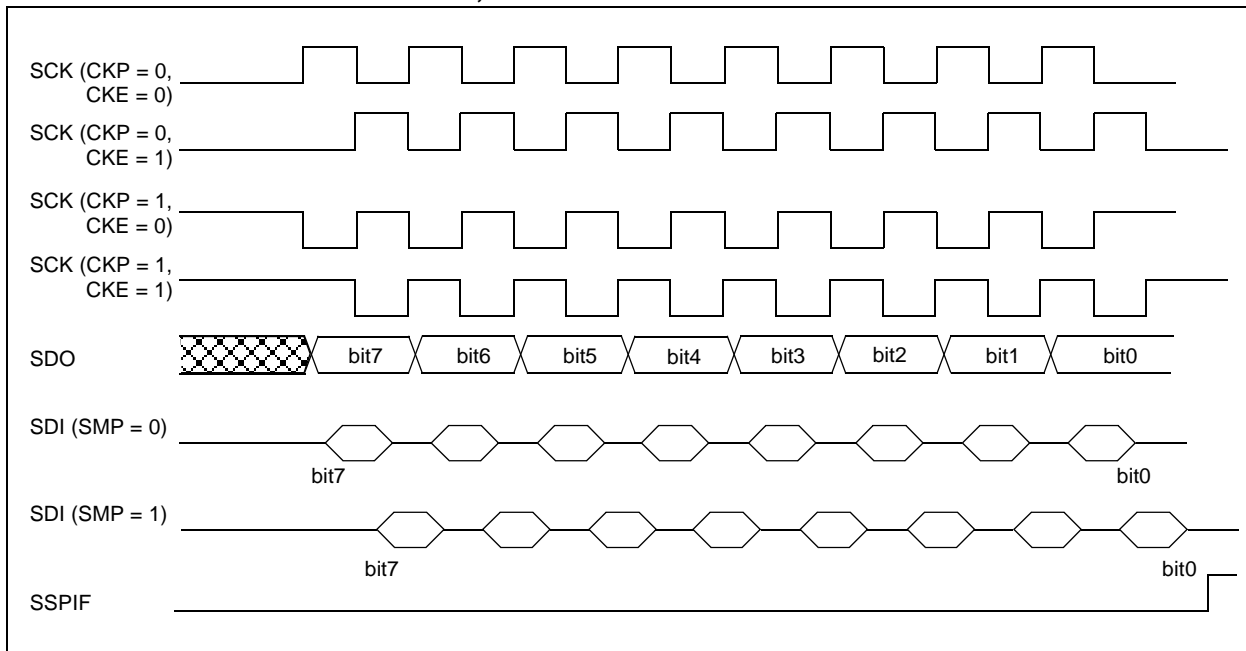 SCK (CKP = 0,
CKE = 0)
SCK (CKP = 0,
CKE = 1)
SCK (CKP = 1,
CKE = 0)
SCK (CKP = 1,
CKE = 1)
SDO bit7 bit6 bit5 bit4 bit3 bit2 bit1 bit0
SDI (SMP = 0)
bit7 bit0
SDI (SMP = 1)
bit7 bit0
SSPIF